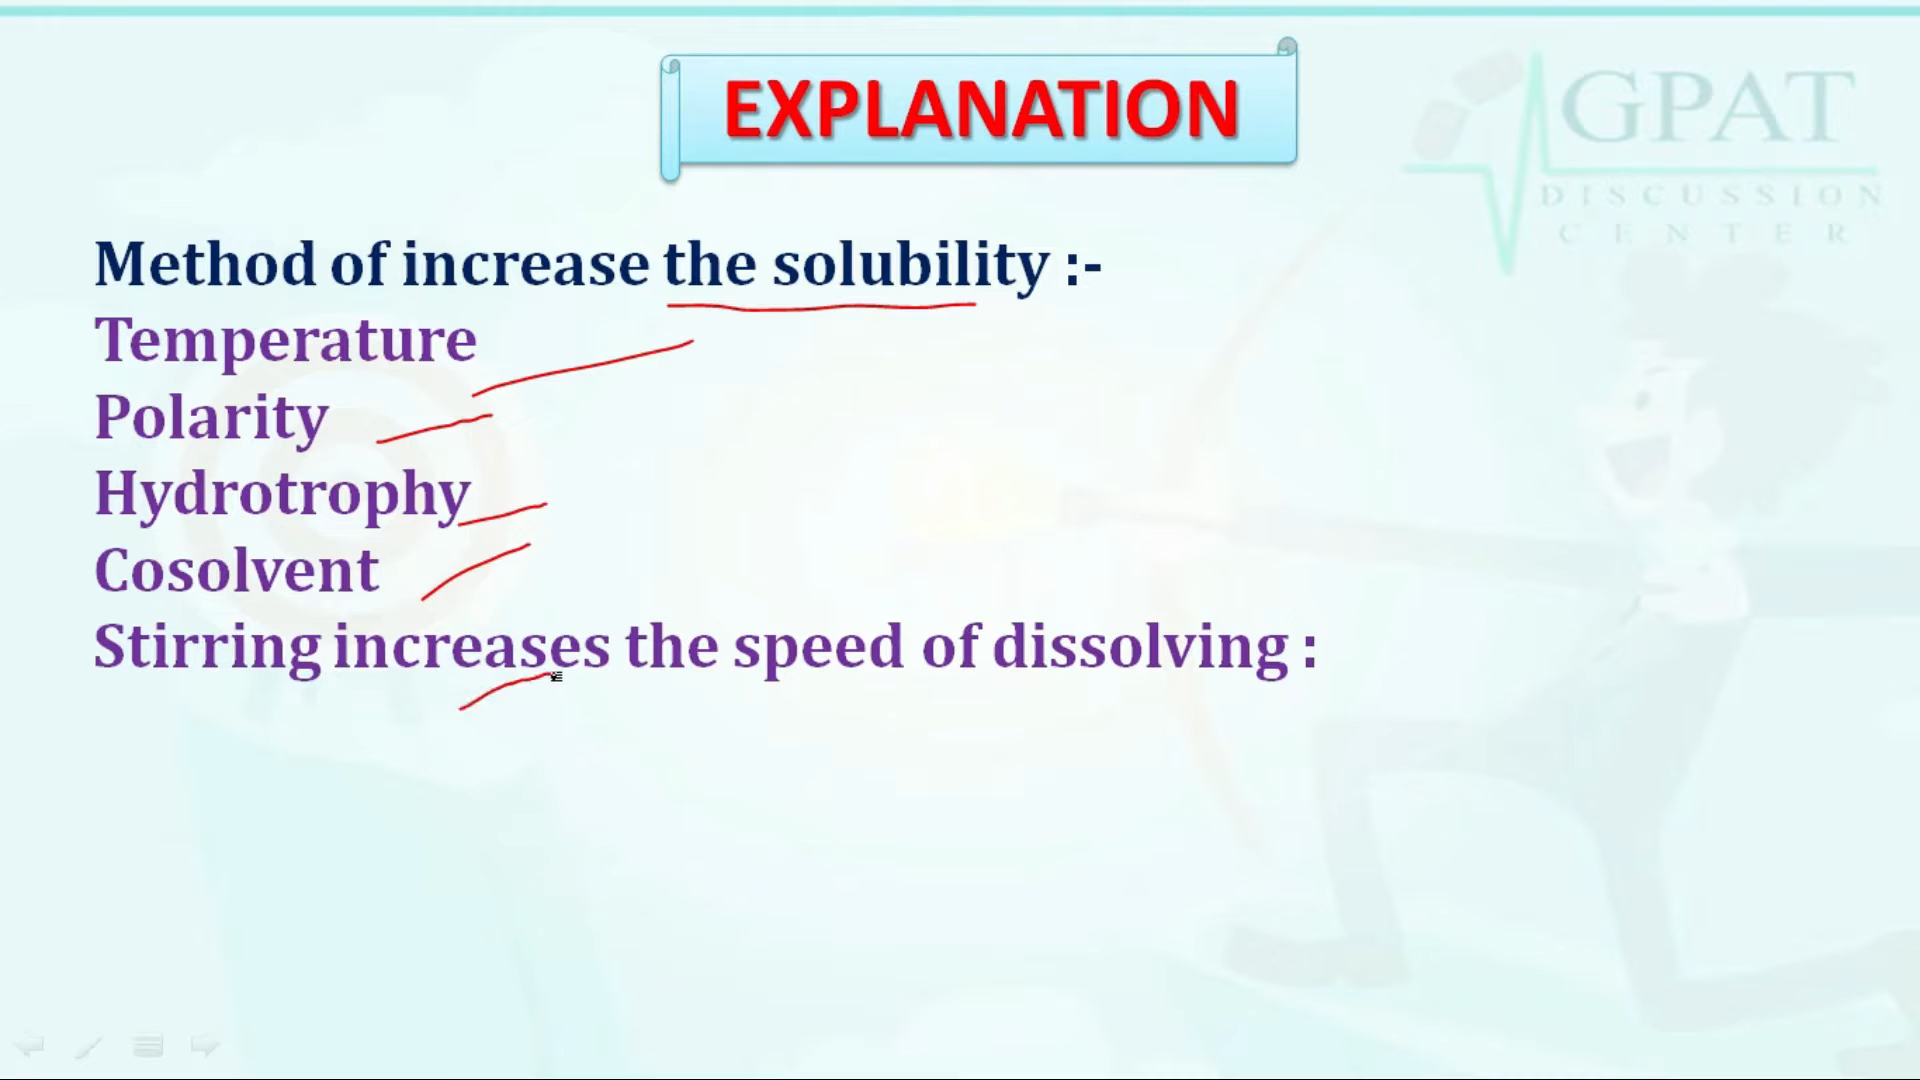 EXPLANATION
GPAT
DISCUSSION
CENTER
Method of increase the solubility :-
Temperature
Polarity
Hydrotrophy
Cosolvent
Stirring increases the speed of dissolving :